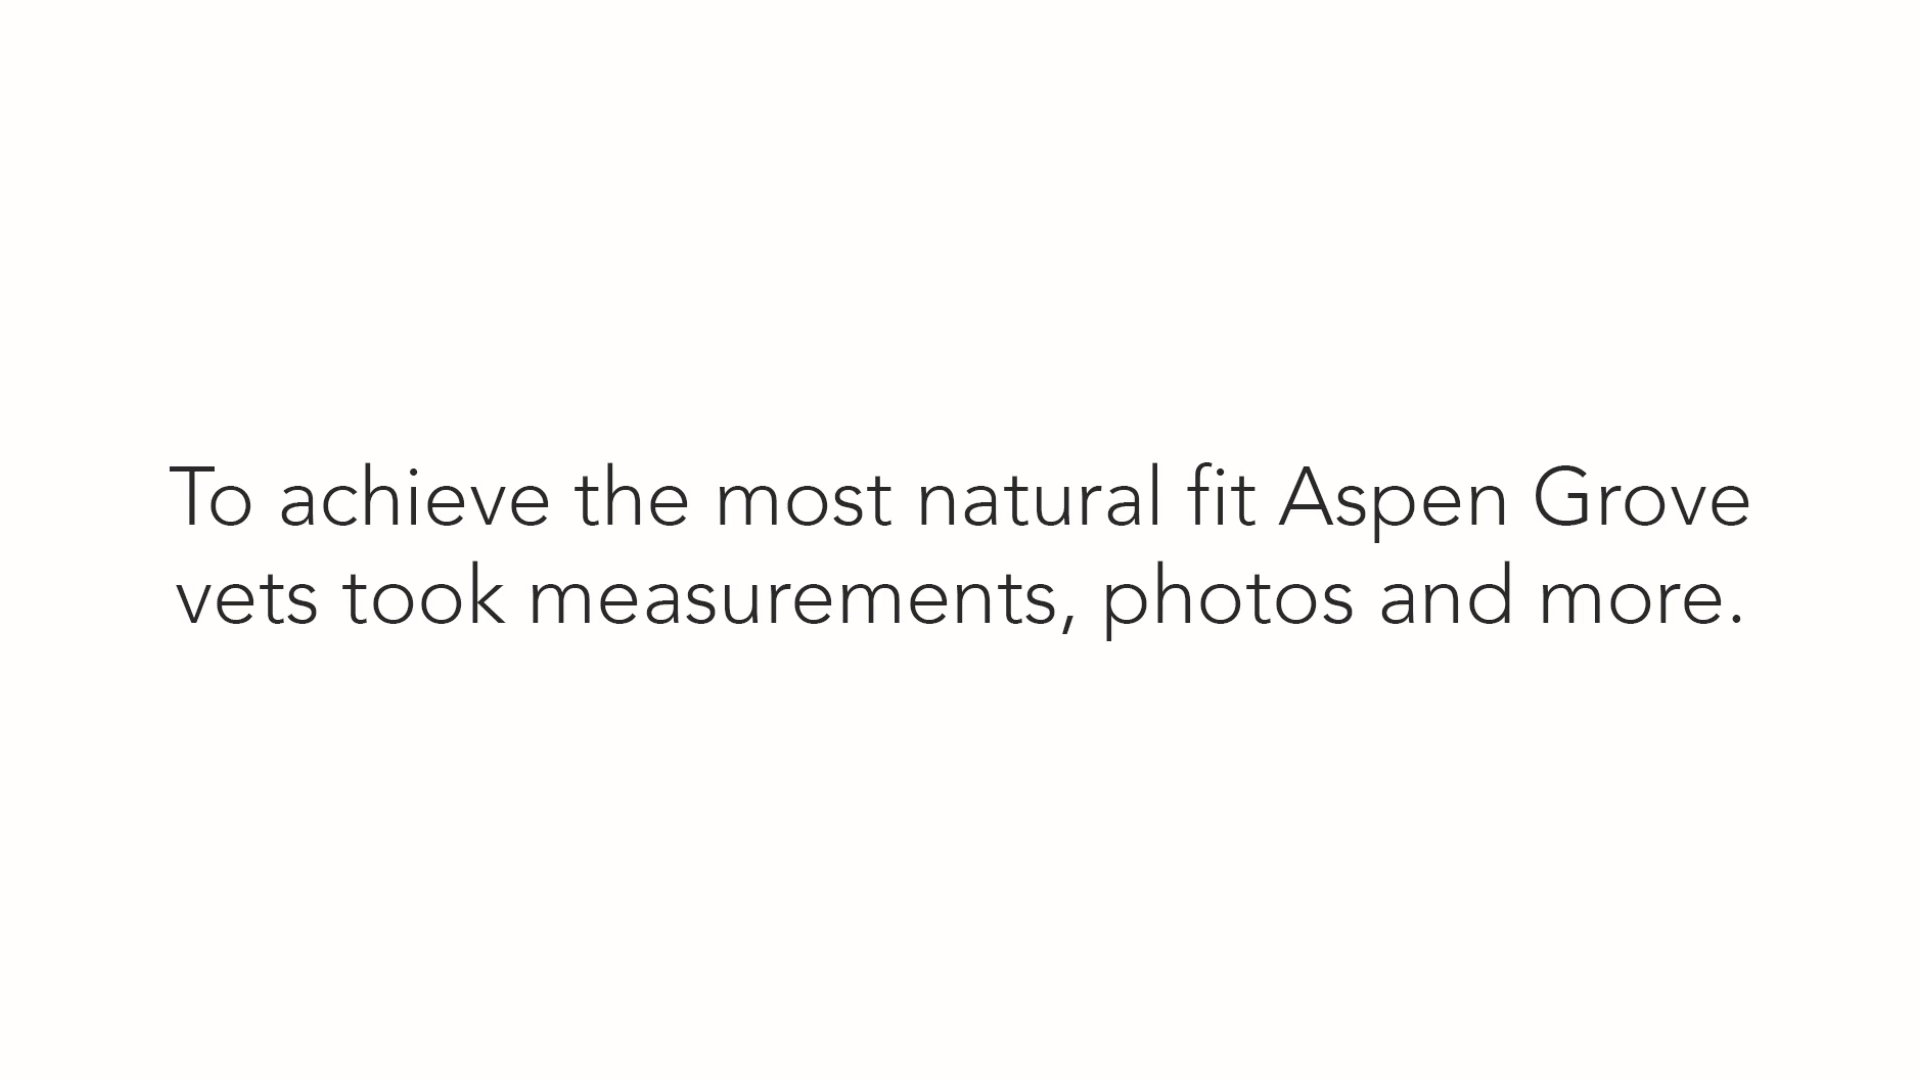 To achieve the most natural fit Aspen Grove
vets took measurements, photos and more.